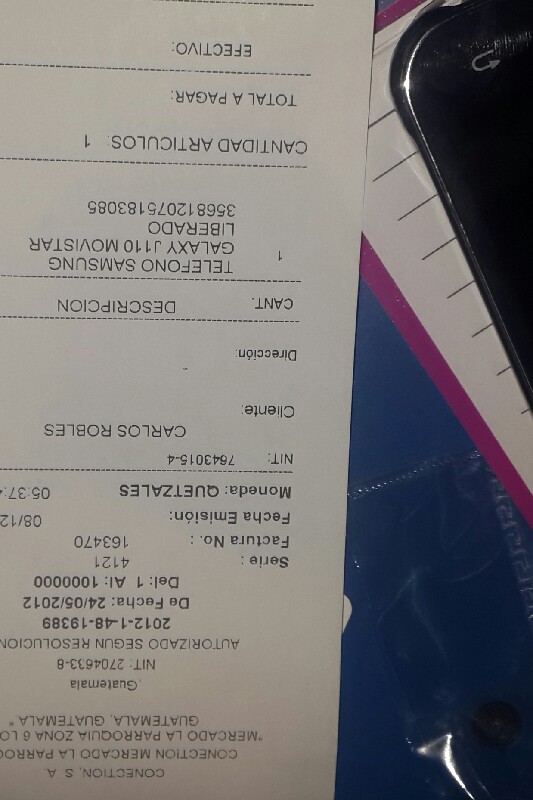 CONECTION, S. A.
CONECTION MERCADO LA PARROQ
"MERCADO LA PARROQUIA ZONA 6 LO
GUATEMALA, GUATEMALA "
,Guatemala
NIT: 2704633-8
AUTORIZADO SEGUN RESOLUCION
2012-1-48-19389
De Fecha: 24/05/2012
Del: 1 Al: 1000000
Serie : 4121
Factura No. : 163470
Fecha Emisión: 08/12
Moneda: QUETZALES 05:37:4
NIT: 7643015-4
CARLOS ROBLES
Cliente:
Dirección:
CANT. DESCRIPCION
1 TELEFONO SAMSUNG
GALAXY J110 MOVISTAR
LIBERADO
356812075183085
CANTIDAD ARTICULOS: 1
TOTAL A PAGAR:
EFECTIVO: